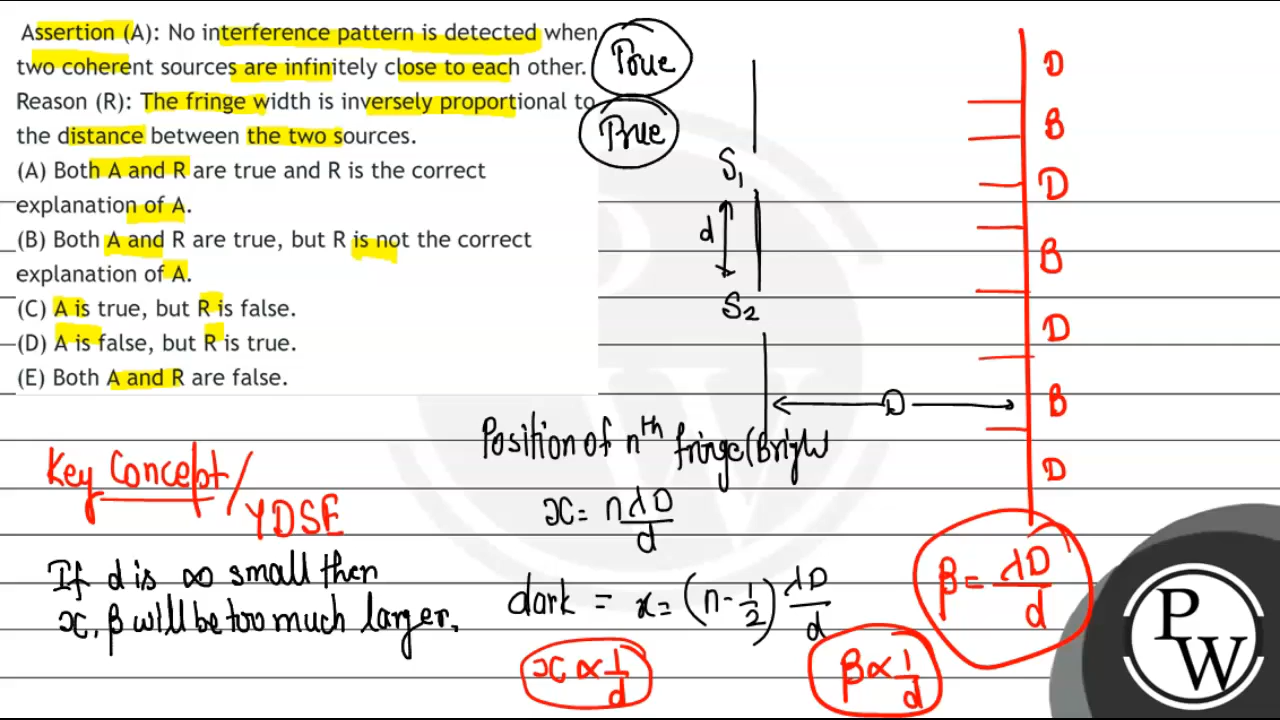 Assertion (A): No interference pattern is detected when
two coherent sources are infinitely close to each other.
Reason (R): The fringe width is inversely proportional to
the distance between the two sources.
(A) Both A and R are true and R is the correct
explanation of A.
(B) Both A and R are true, but R is not the correct
explanation of A.
(C) A is true, but R is false.
(D) A is false, but R is true.
(E) Both A and R are false.
True
True
S₁
d
S₂
D
D
B
D
B
D
B
D
Key Concept/
YDSE
If d is ∞ small then
x, β will be too much larger.
Position of nth fringe (Bright
x = nλD/d
dark = x = (n - 1/2) λD/d
x ∝ 1/d
β ∝ 1/d
β = λD/d
P
W